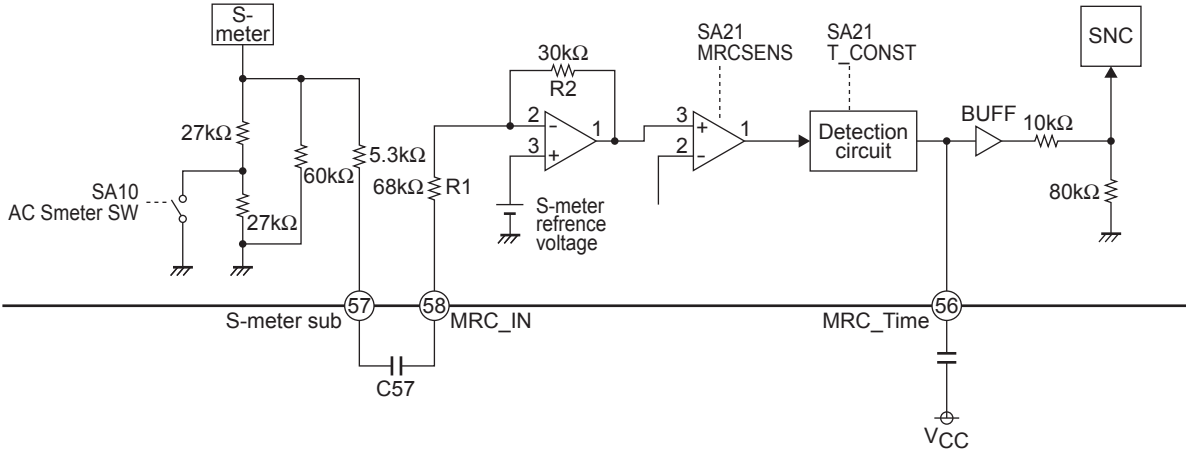 S-
meter
SA21
MRCSENS
SA21
T_CONST
SNC
30kΩ
R2
27kΩ
2
-
3
+
1
3
+
2
-
1
Detection
circuit
BUFF
10kΩ
60kΩ
5.3kΩ
68kΩ
R1
SA10
AC Smeter SW
27kΩ
S-meter
refrence
voltage
80kΩ
57
58
56
S-meter sub
MRC_IN
MRC_Time
C57
VCC